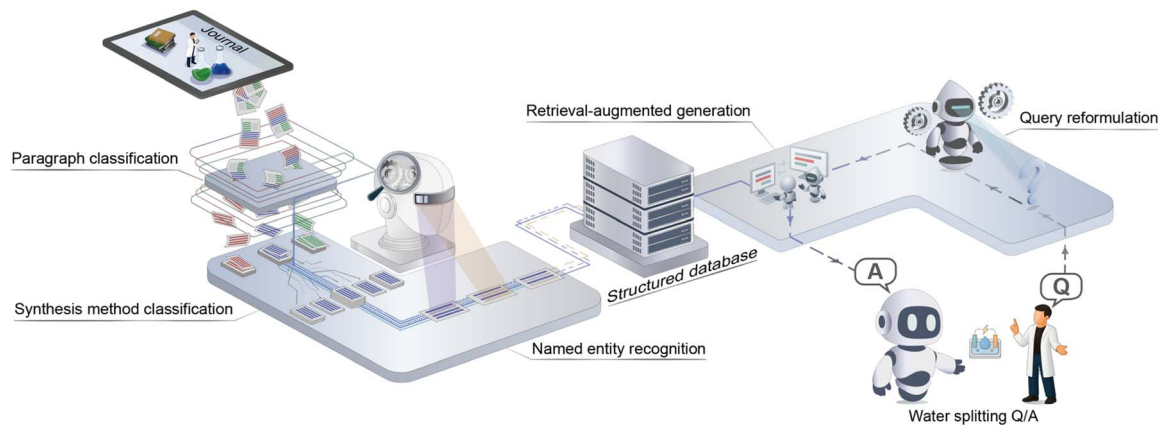 Journal
Paragraph classification
Synthesis method classification
Named entity recognition
Structured database
Retrieval-augmented generation
Query reformulation
A
Q
Water splitting Q/A